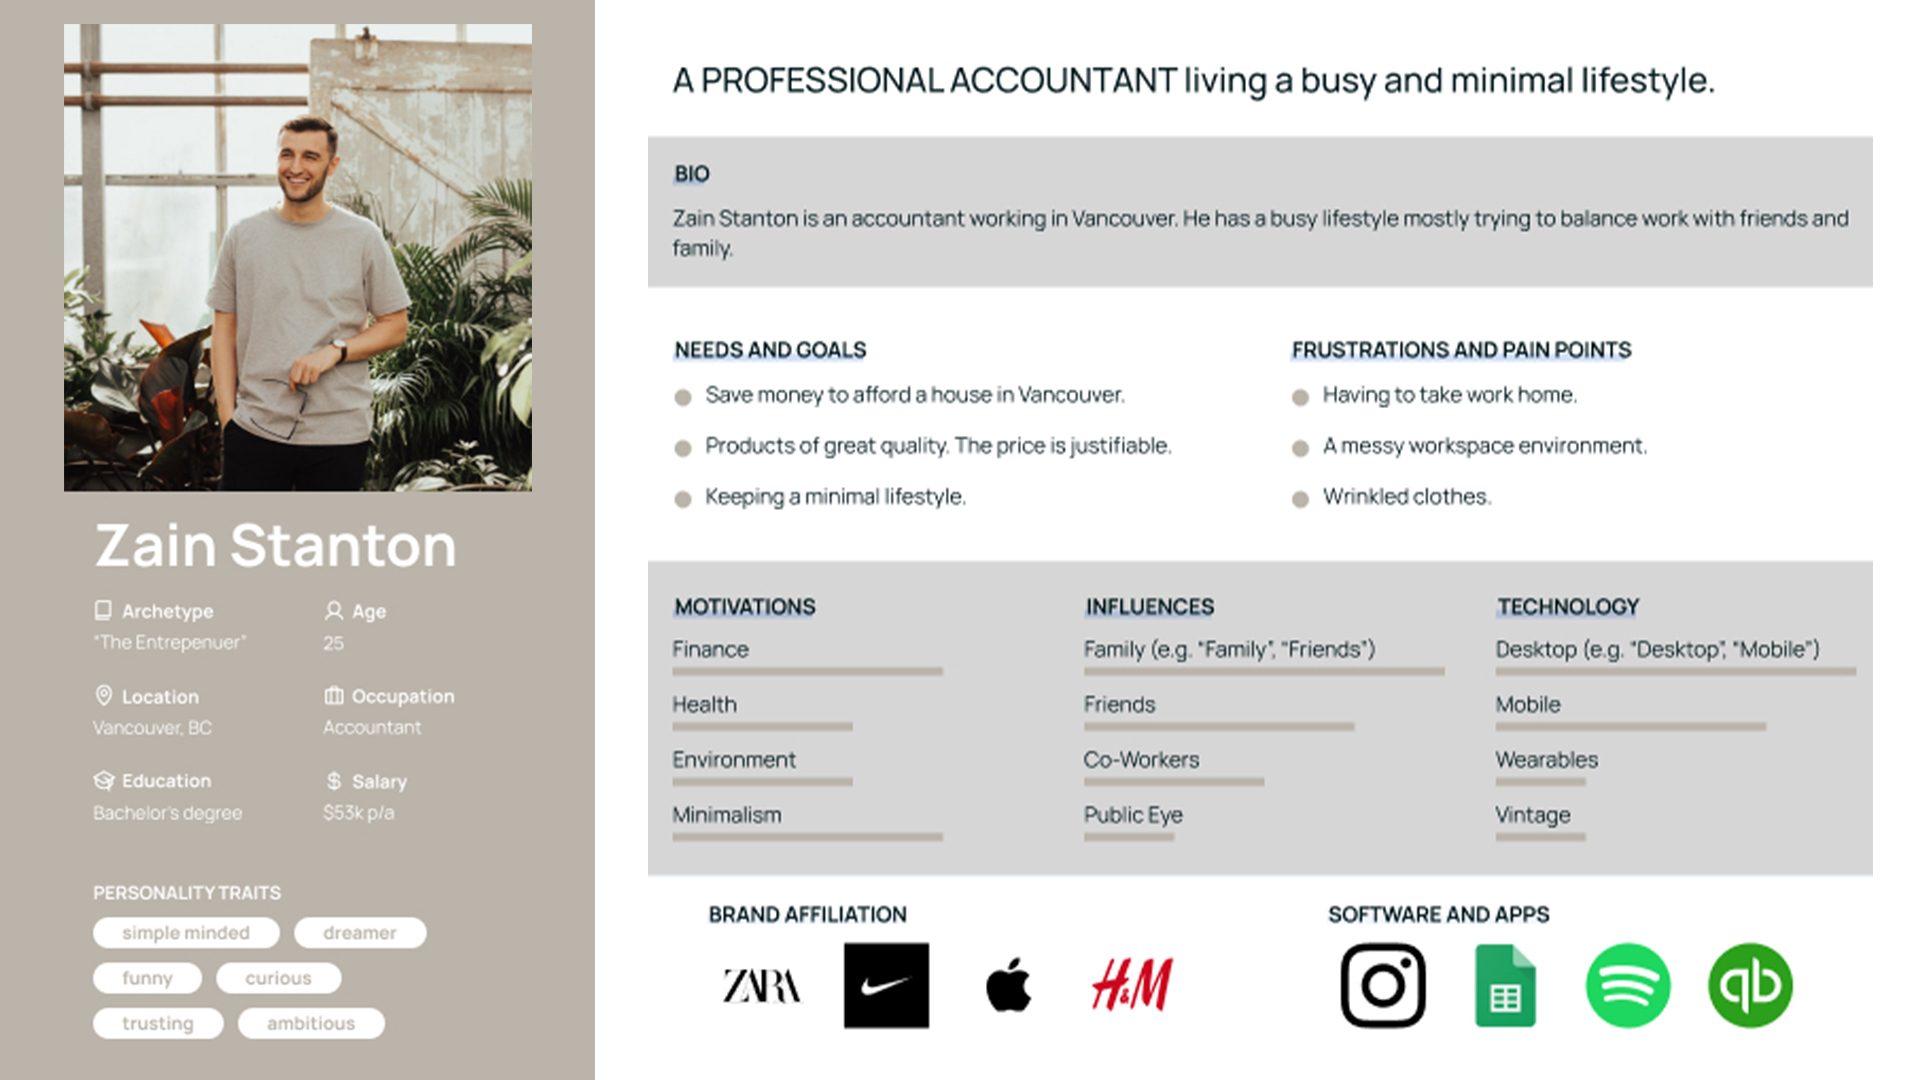 Zain Stanton
Archetype
“The Entrepenuer”
Age
25
Location
Vancouver, BC
Occupation
Accountant
Education
Bachelor's degree
Salary
$53k p/a
PERSONALITY TRAITS
simple minded
dreamer
funny
curious
trusting
ambitious
A PROFESSIONAL ACCOUNTANT living a busy and minimal lifestyle.
BIO
Zain Stanton is an accountant working in Vancouver. He has a busy lifestyle mostly trying to balance work with friends and
family.
NEEDS AND GOALS
Save money to afford a house in Vancouver.
Products of great quality. The price is justifiable.
Keeping a minimal lifestyle.
FRUSTRATIONS AND PAIN POINTS
Having to take work home.
A messy workspace environment.
Wrinkled clothes.
MOTIVATIONS
Finance
Health
Environment
Minimalism
INFLUENCES
Family (e.g. “Family”, “Friends”)
Friends
Co-Workers
Public Eye
TECHNOLOGY
Desktop (e.g. “Desktop”, “Mobile”)
Mobile
Wearables
Vintage
BRAND AFFILIATION
ZARA
H&M
SOFTWARE AND APPS
qb